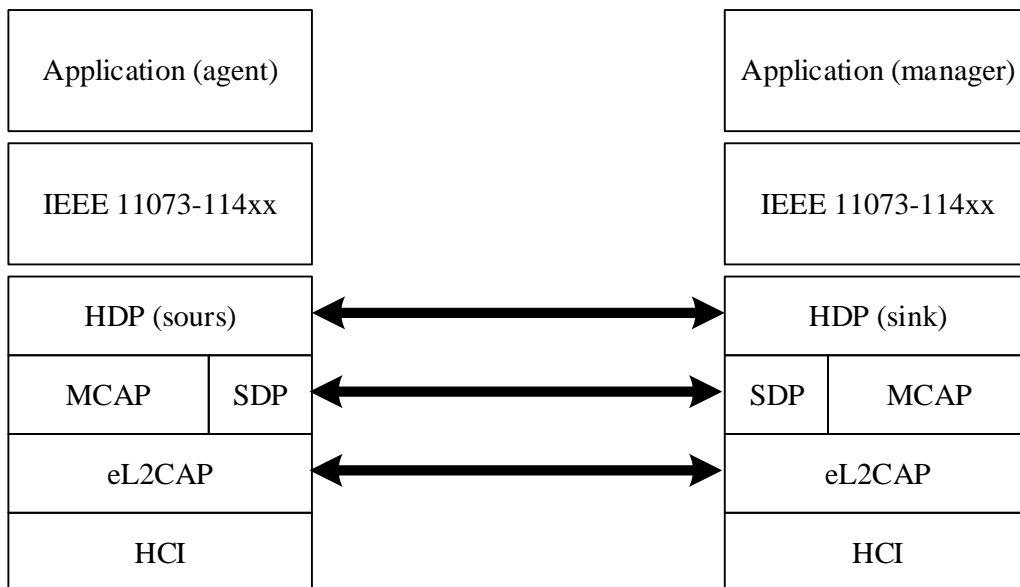 Application (agent)
Application (manager)
IEEE 11073-114xx
IEEE 11073-114xx
HDP (sours)
HDP (sink)
MCAP
SDP
SDP
MCAP
eL2CAP
eL2CAP
HCI
HCI